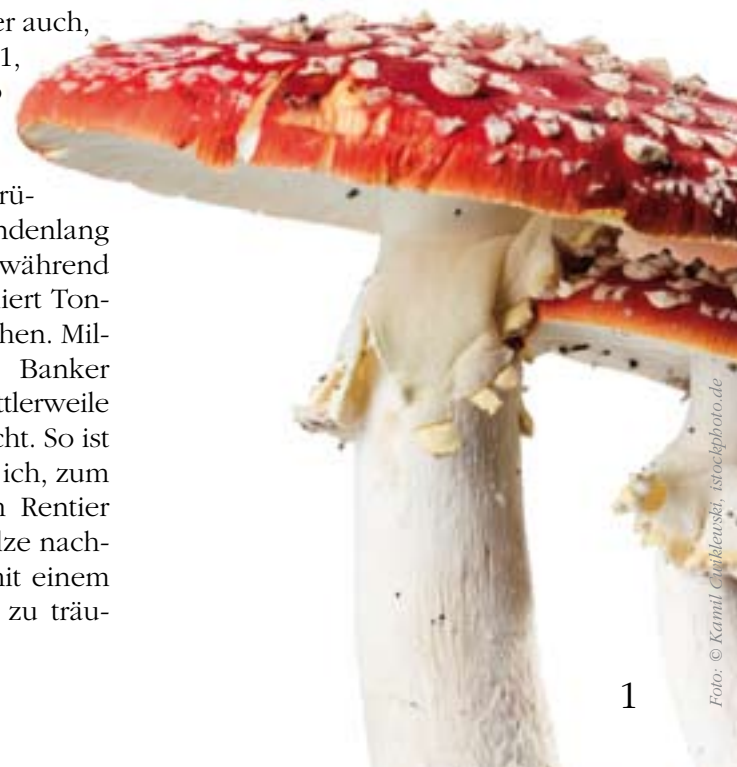 er auch,
1,
rü-
ndenlang
während
iert Ton-
hen. Mil-
Banker
ttlerweile
cht. So ist
ich, zum
n Rentier
lze nach-
nit einem
zu träu-
1
Foto: © Kamil Cwiklewski, istockphoto.de